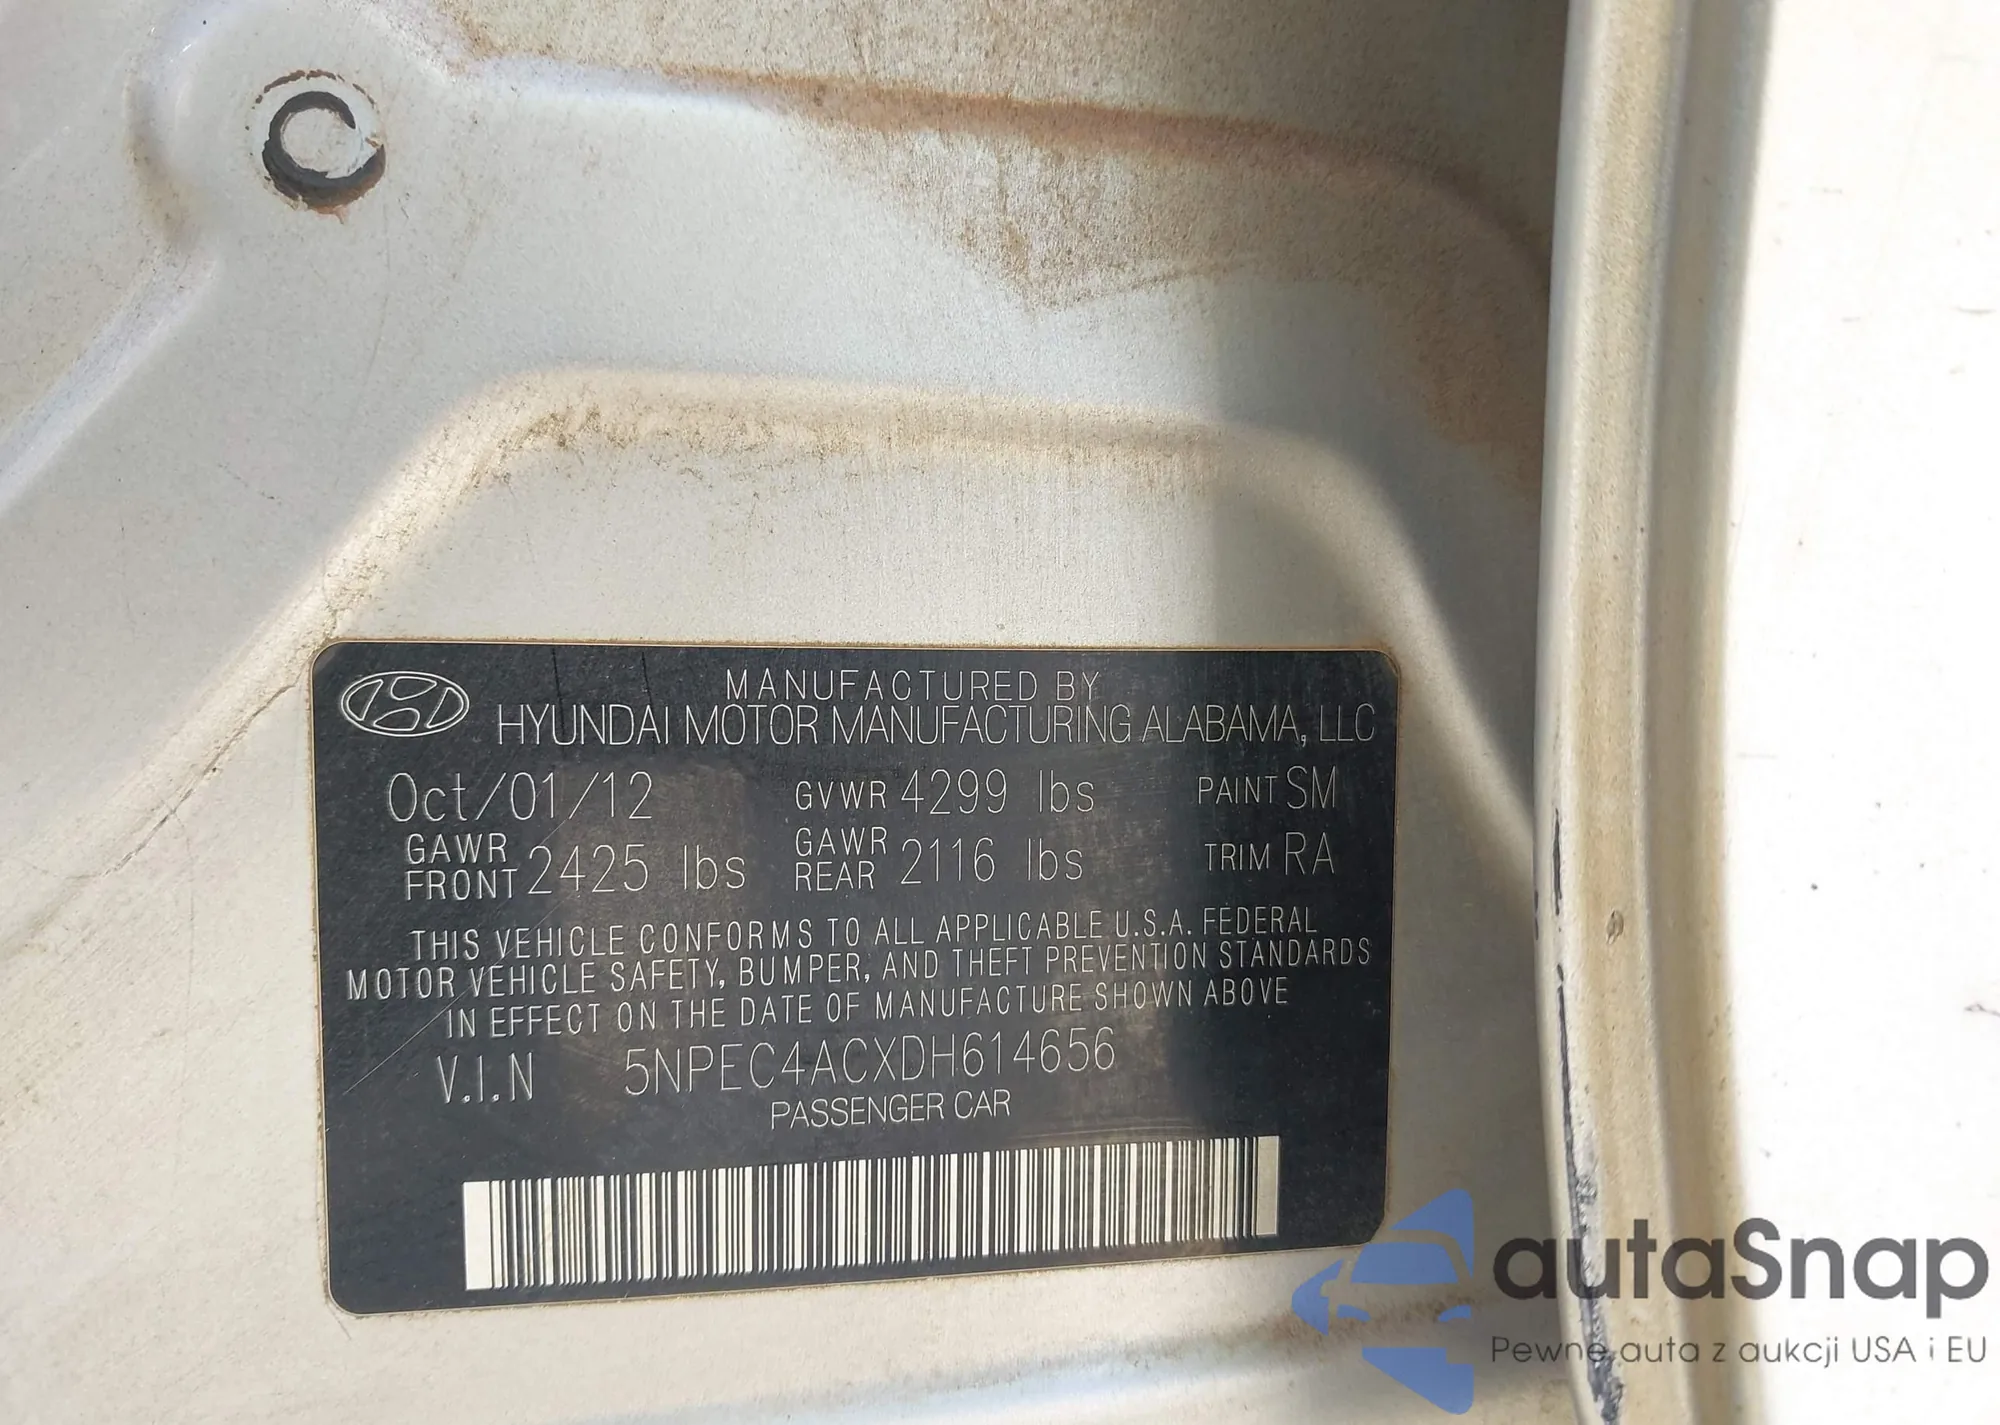 MANUFACTURED BY
HYUNDAI MOTOR MANUFACTURING ALABAMA, LLC
Oct/01/12 GVWR 4299 lbs PAINT SM
GAWR FRONT 2425 lbs GAWR REAR 2116 lbs TRIM RA
THIS VEHICLE CONFORMS TO ALL APPLICABLE U.S.A. FEDERAL
MOTOR VEHICLE SAFETY, BUMPER, AND THEFT PREVENTION STANDARDS
IN EFFECT ON THE DATE OF MANUFACTURE SHOWN ABOVE
V.I.N 5NPEC4ACXDH614656
PASSENGER CAR
autaSnap
Pewne auta z aukcji USA i EU